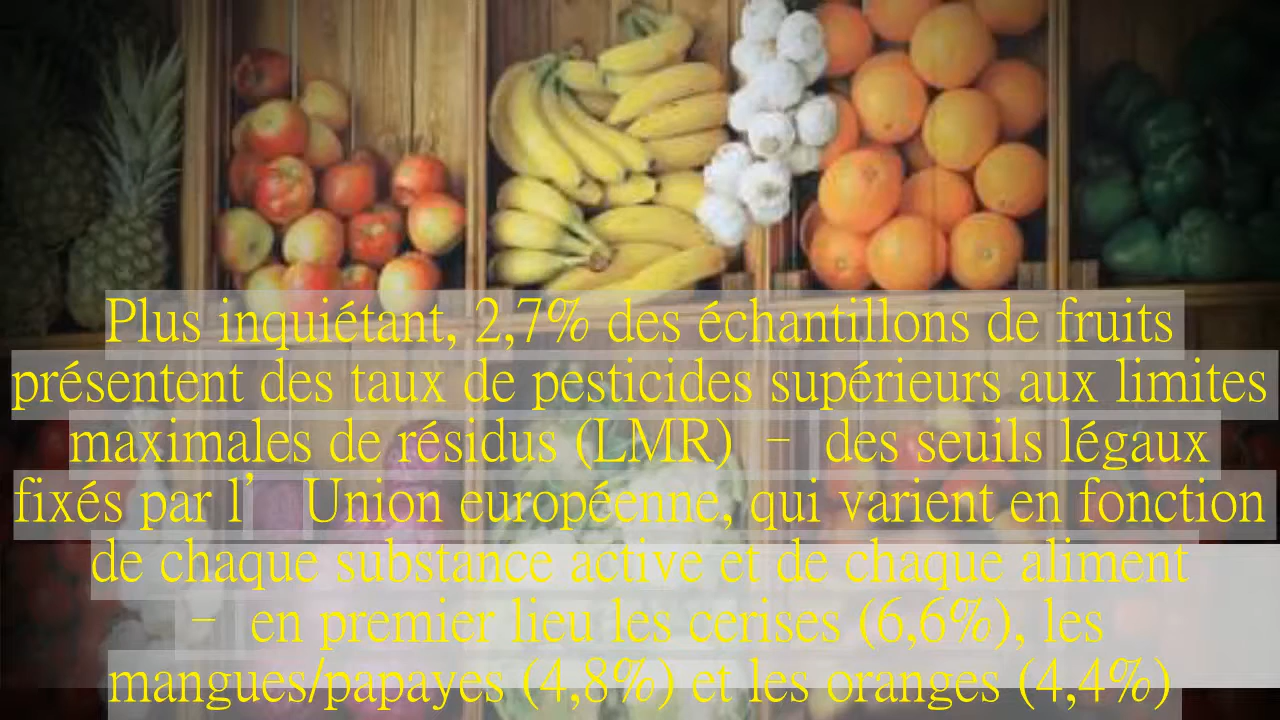 Plus inquiétant, 2,7% des échantillons de fruits
présentent des taux de pesticides supérieurs aux limites
maximales de résidus (LMR) – des seuils légaux
fixés par l’Union européenne, qui varient en fonction
de chaque substance active et de chaque aliment
– en premier lieu les cerises (6,6%), les
mangues/papayes (4,8%) et les oranges (4,4%)